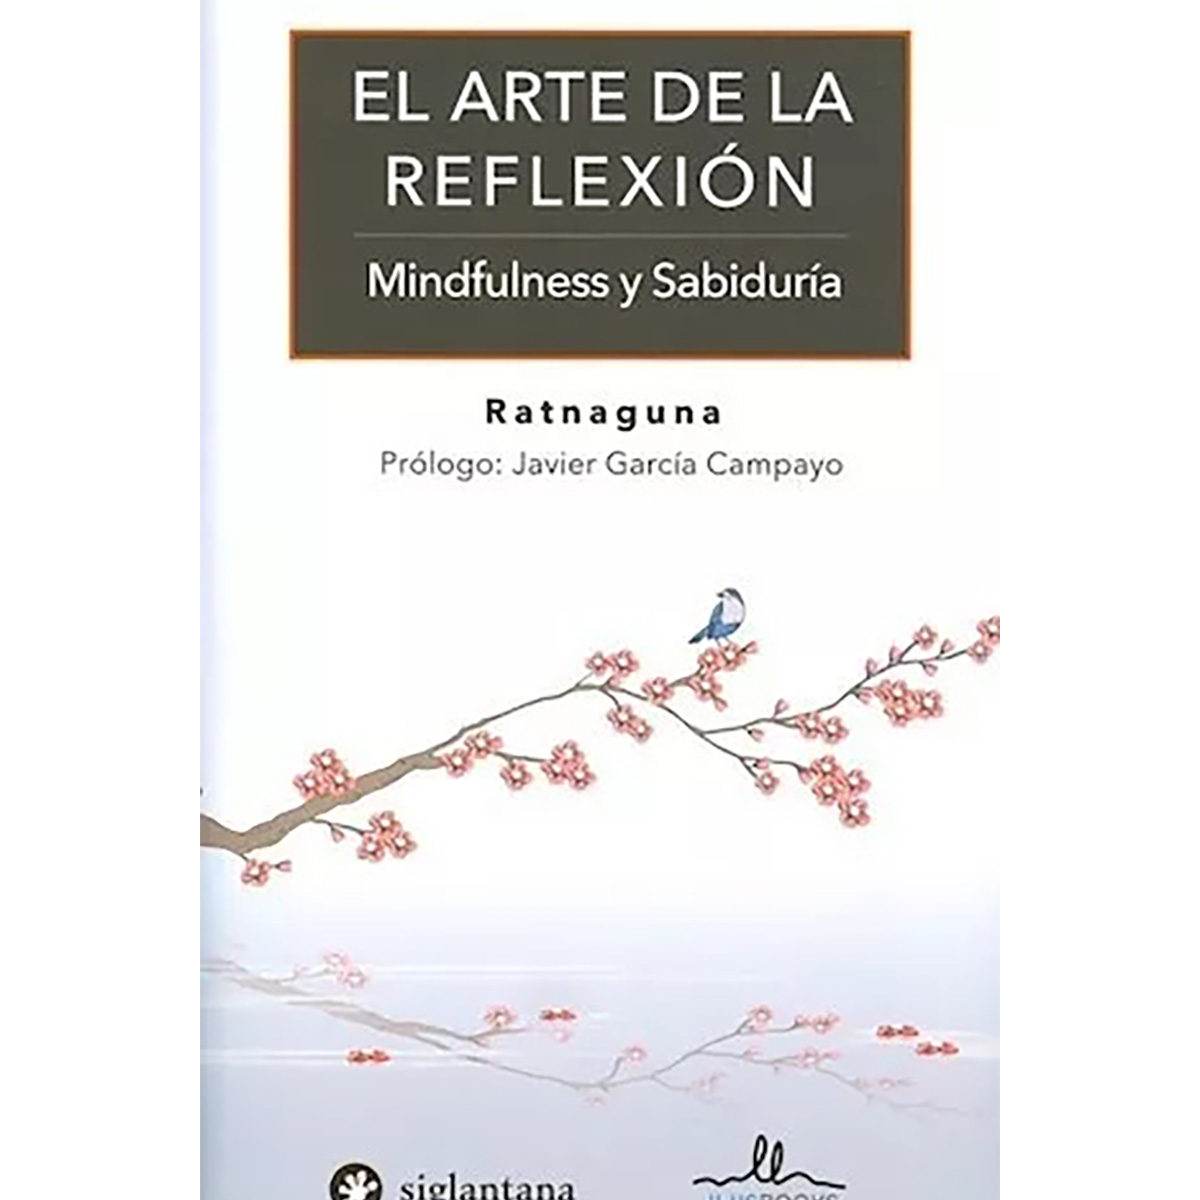 EL ARTE DE LA
REFLEXIÓN
Mindfulness y Sabiduría
Ratnaguna
Prólogo: Javier García Campayo
siglantana